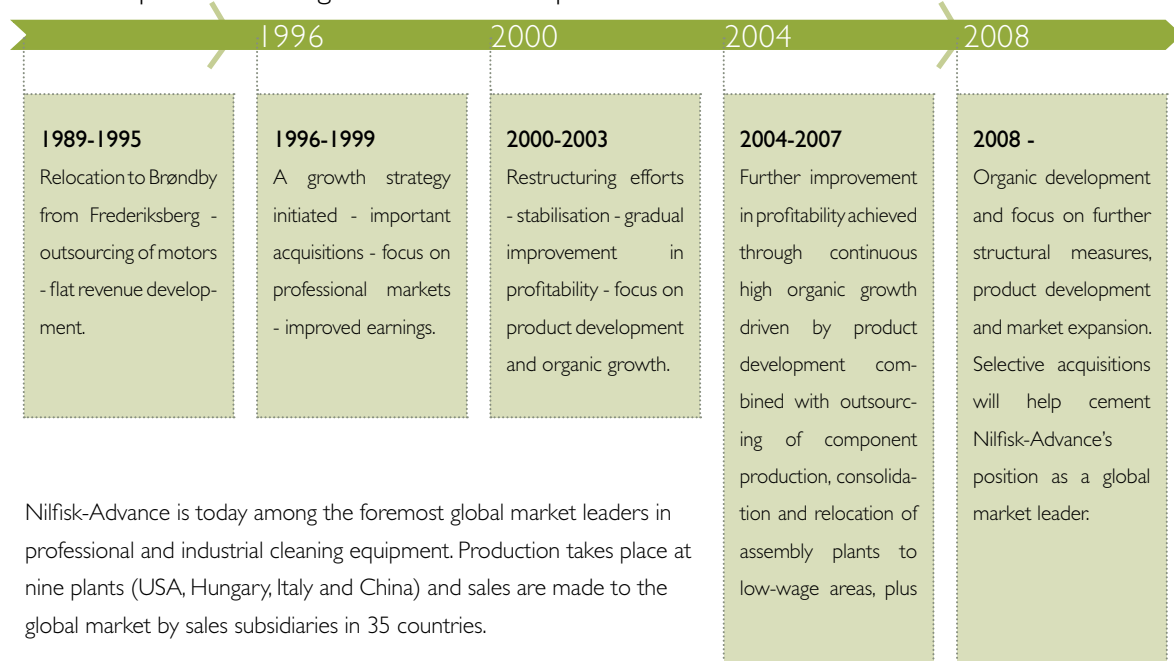 1996
2000
2004
2008
1989-1995
Relocation to Brøndby
from Frederiksberg -
outsourcing of motors
- flat revenue develop-
ment.
1996-1999
A growth strategy
initiated - important
acquisitions - focus on
professional markets
- improved earnings.
2000-2003
Restructuring efforts
- stabilisation - gradual
improvement in
profitability - focus on
product development
and organic growth.
2004-2007
Further improvement
in profitability achieved
through continuous
high organic growth
driven by product
development com-
bined with outsourc-
ing of component
production, consolida-
tion and relocation of
assembly plants to
low-wage areas, plus
2008 -
Organic development
and focus on further
structural measures,
product development
and market expansion.
Selective acquisitions
will help cement
Nilfisk-Advance's
position as a global
market leader.
Nilfisk-Advance is today among the foremost global market leaders in
professional and industrial cleaning equipment. Production takes place at
nine plants (USA, Hungary, Italy and China) and sales are made to the
global market by sales subsidiaries in 35 countries.